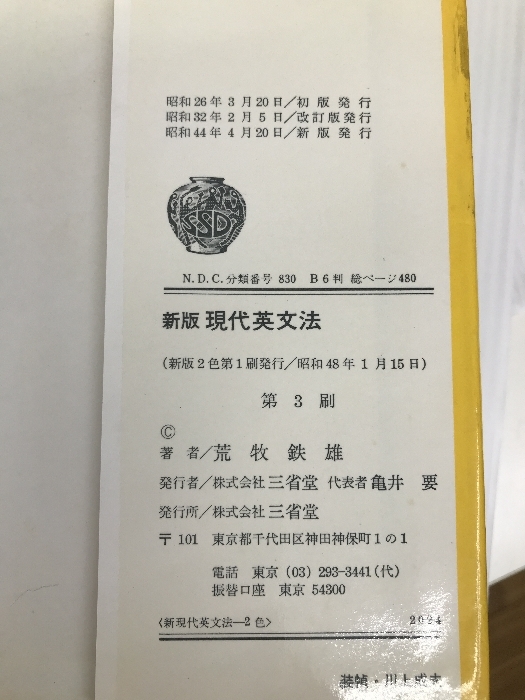 昭和26年3月20日/初版発行
昭和32年2月5日/改訂版発行
昭和44年4月20日/新版発行
SSD
N.D.C.分類番号 830 B6判 総ページ480
新版 現代英文法
(新版2色第1刷発行/昭和48年1月15日)
第3刷
©
著者/荒牧鉄雄
発行者/株式会社三省堂 代表者 亀井 要
発行所/株式会社三省堂
〒101 東京都千代田区神田神保町1の1
電話 東京 (03) 293-3441(代)
振替口座 東京 54300
〈新現代英文法―2色〉 2024
装幀・川上成夫